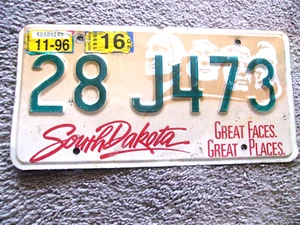 11-96 16
28 J473
South Dakota
GREAT FACES.
GREAT PLACES.